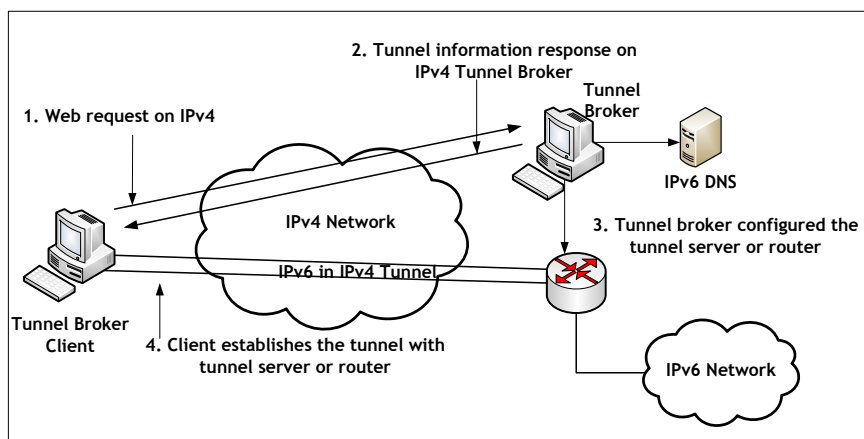 2. Tunnel information response on
IPv4 Tunnel Broker
Tunnel
Broker
1. Web request on IPv4
IPv6 DNS
IPv4 Network
3. Tunnel broker configured the
tunnel server or router
IPv6 in IPv4 Tunnel
Tunnel Broker
Client
4. Client establishes the tunnel with
tunnel server or router
IPv6 Network